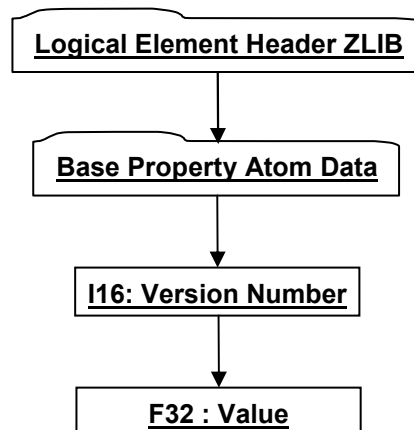 Logical Element Header ZLIB
Base Property Atom Data
I16: Version Number
F32 : Value